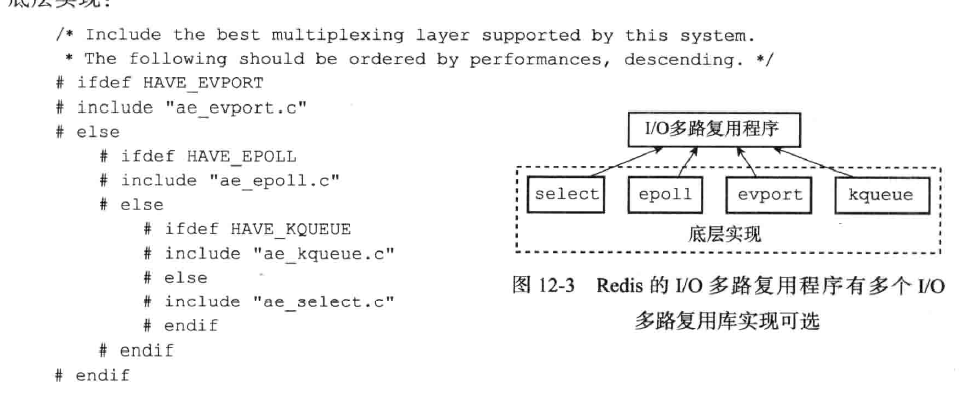 底层实现：
/* Include the best multiplexing layer supported by this system.
 * The following should be ordered by performances, descending. */
# ifdef HAVE_EVPORT
# include "ae_evport.c"
# else
    # ifdef HAVE_EPOLL
    # include "ae_epoll.c"
    # else
        # ifdef HAVE_KQUEUE
        # include "ae_kqueue.c"
        # else
        # include "ae_select.c"
        # endif
    # endif
# endif
I/O多路复用程序
select epoll evport kqueue
底层实现
图 12-3 Redis 的 I/O 多路复用程序有多个 I/O
多路复用库实现可选